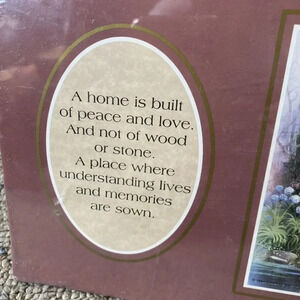 A home is built
of peace and love.
And not of wood
or stone.
A place where
understanding lives
and memories
are sown.